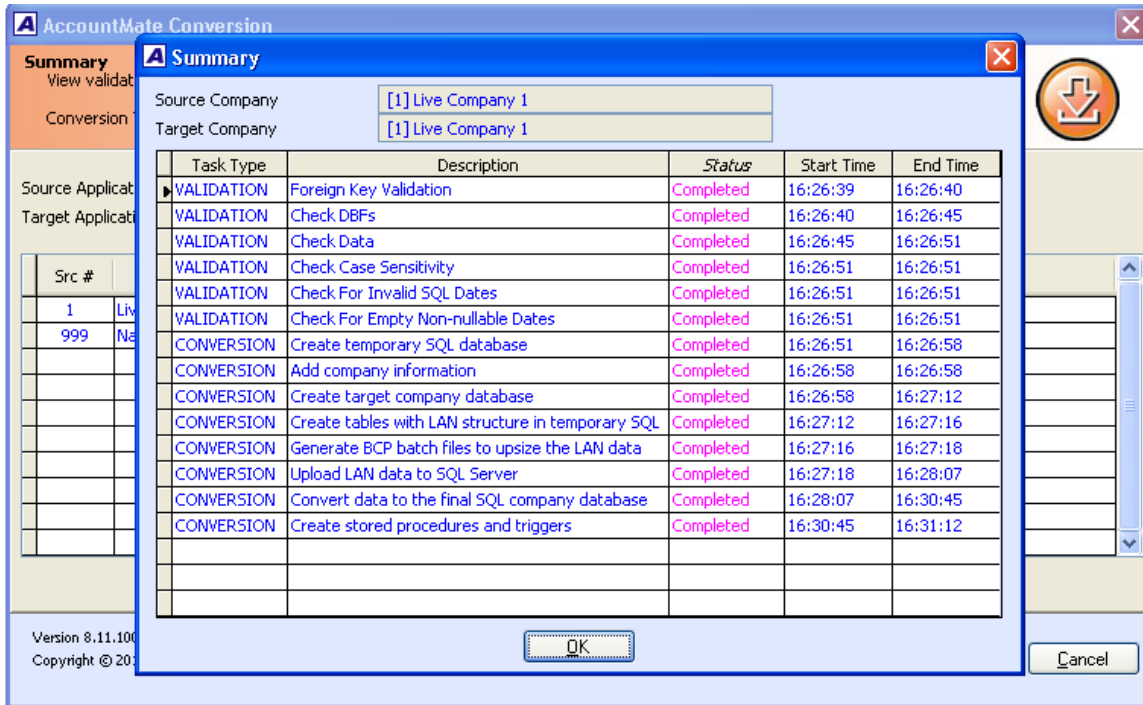 AccountMate Conversion
Summary
View validat
Conversion
Source Applicat
Target Applicati
Src #
1 Liv
999 Na
Version 8.11.100
Copyright © 201
Cancel
Summary
Source Company [1] Live Company 1
Target Company [1] Live Company 1
Task Type Description Status Start Time End Time
VALIDATION Foreign Key Validation Completed 16:26:39 16:26:40
VALIDATION Check DBFs Completed 16:26:40 16:26:45
VALIDATION Check Data Completed 16:26:45 16:26:51
VALIDATION Check Case Sensitivity Completed 16:26:51 16:26:51
VALIDATION Check For Invalid SQL Dates Completed 16:26:51 16:26:51
VALIDATION Check For Empty Non-nullable Dates Completed 16:26:51 16:26:51
CONVERSION Create temporary SQL database Completed 16:26:51 16:26:58
CONVERSION Add company information Completed 16:26:58 16:26:58
CONVERSION Create target company database Completed 16:26:58 16:27:12
CONVERSION Create tables with LAN structure in temporary SQL Completed 16:27:12 16:27:16
CONVERSION Generate BCP batch files to upsize the LAN data Completed 16:27:16 16:27:18
CONVERSION Upload LAN data to SQL Server Completed 16:27:18 16:28:07
CONVERSION Convert data to the final SQL company database Completed 16:28:07 16:30:45
CONVERSION Create stored procedures and triggers Completed 16:30:45 16:31:12
OK